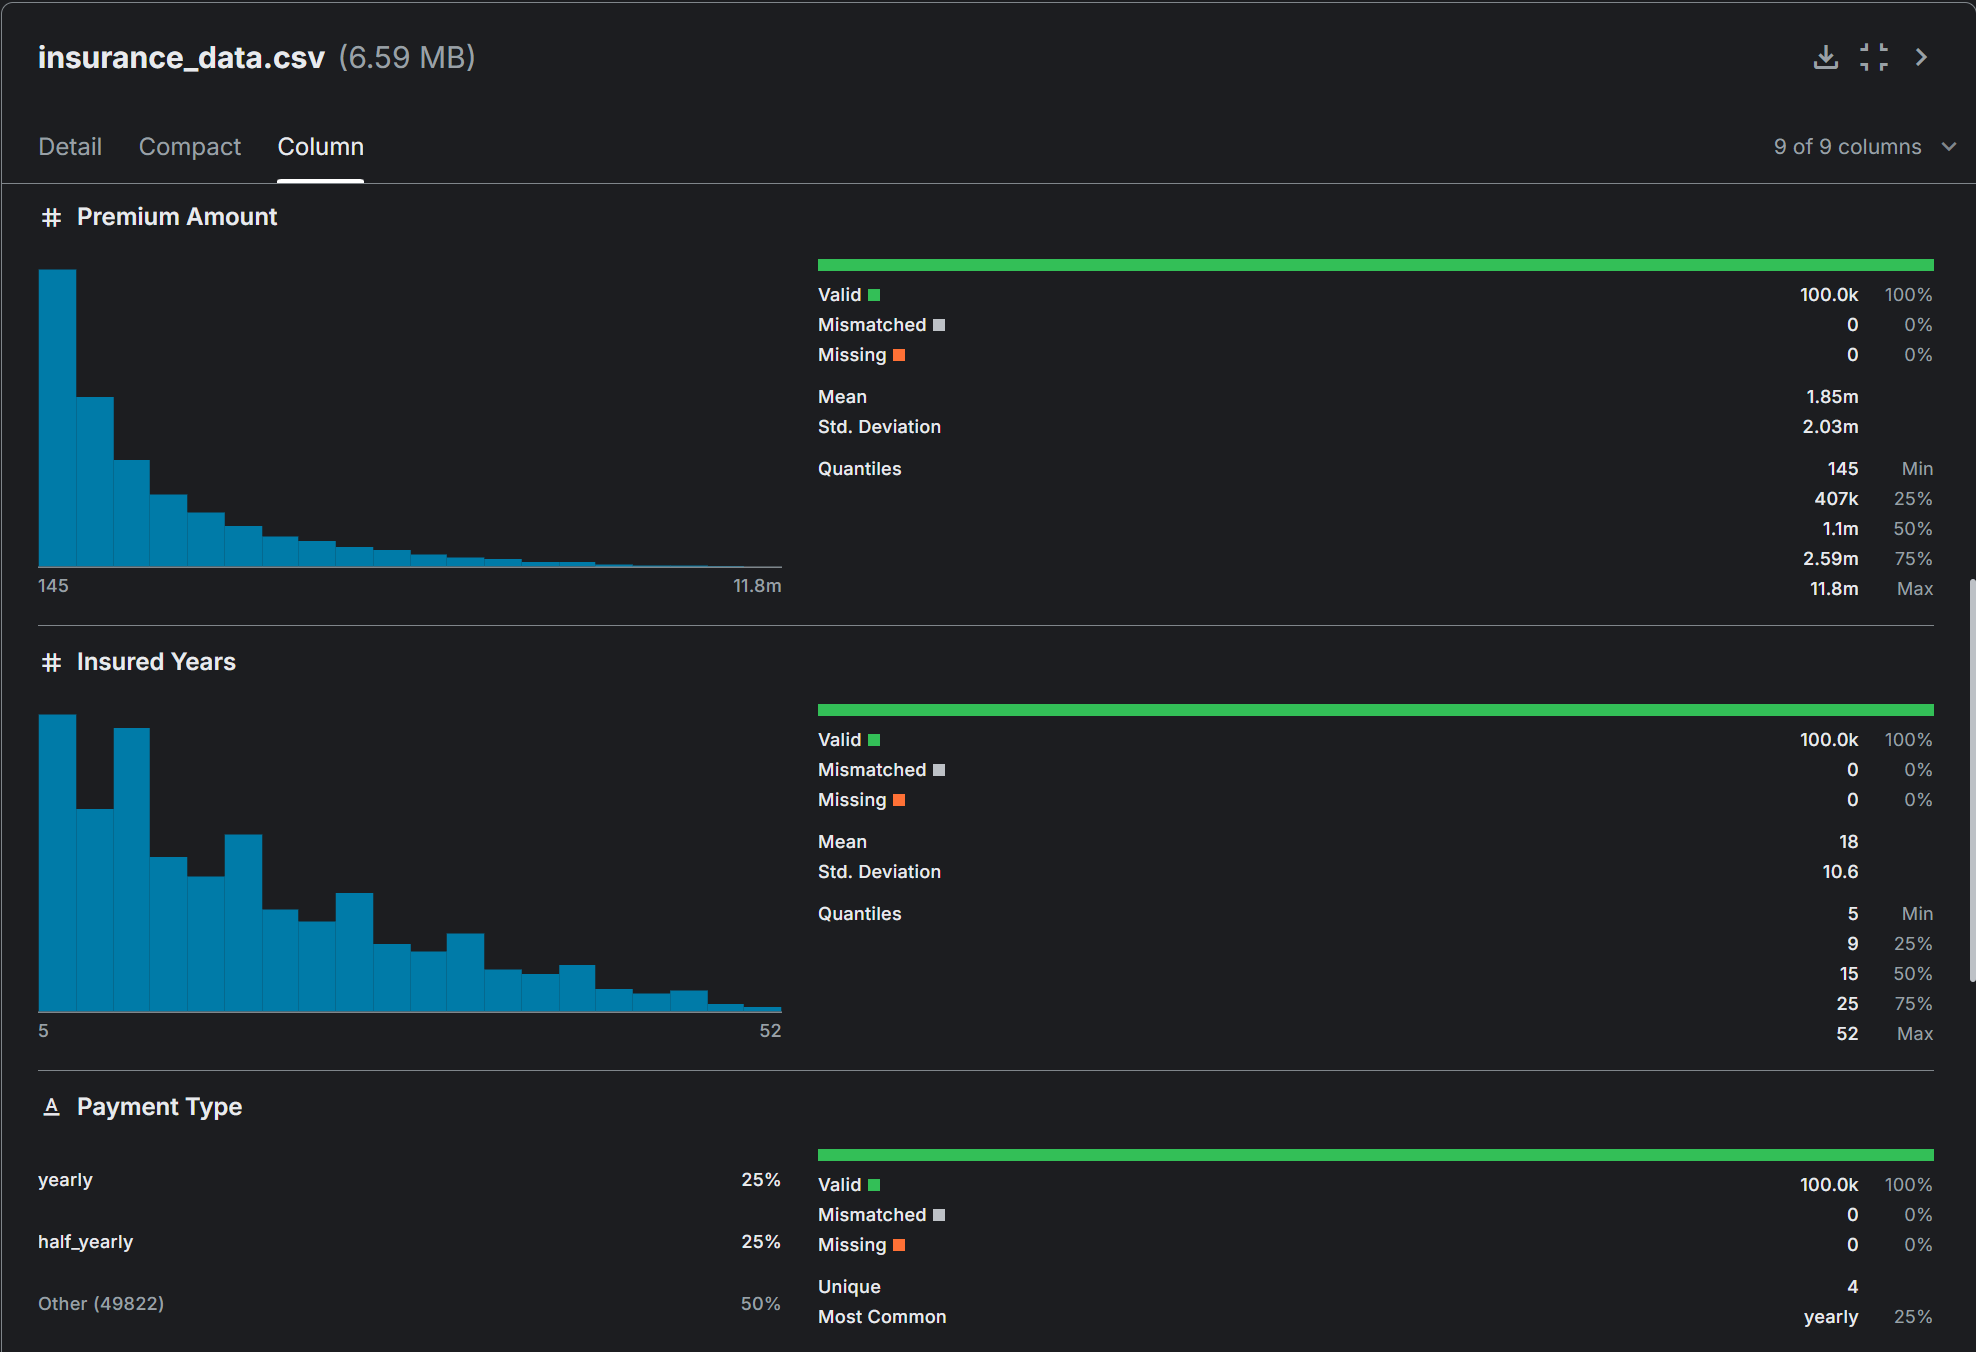 insurance_data.csv (6.59 MB)
Detail Compact Column 9 of 9 columns
# Premium Amount
145 11.8m
Valid 100.0k 100%
Mismatched 0 0%
Missing 0 0%
Mean 1.85m
Std. Deviation 2.03m
Quantiles 145 Min
407k 25%
1.1m 50%
2.59m 75%
11.8m Max
# Insured Years
5 52
Valid 100.0k 100%
Mismatched 0 0%
Missing 0 0%
Mean 18
Std. Deviation 10.6
Quantiles 5 Min
9 25%
15 50%
25 75%
52 Max
A Payment Type
yearly 25%
half_yearly 25%
Other (49822) 50%
Valid 100.0k 100%
Mismatched 0 0%
Missing 0 0%
Unique 4
Most Common yearly 25%